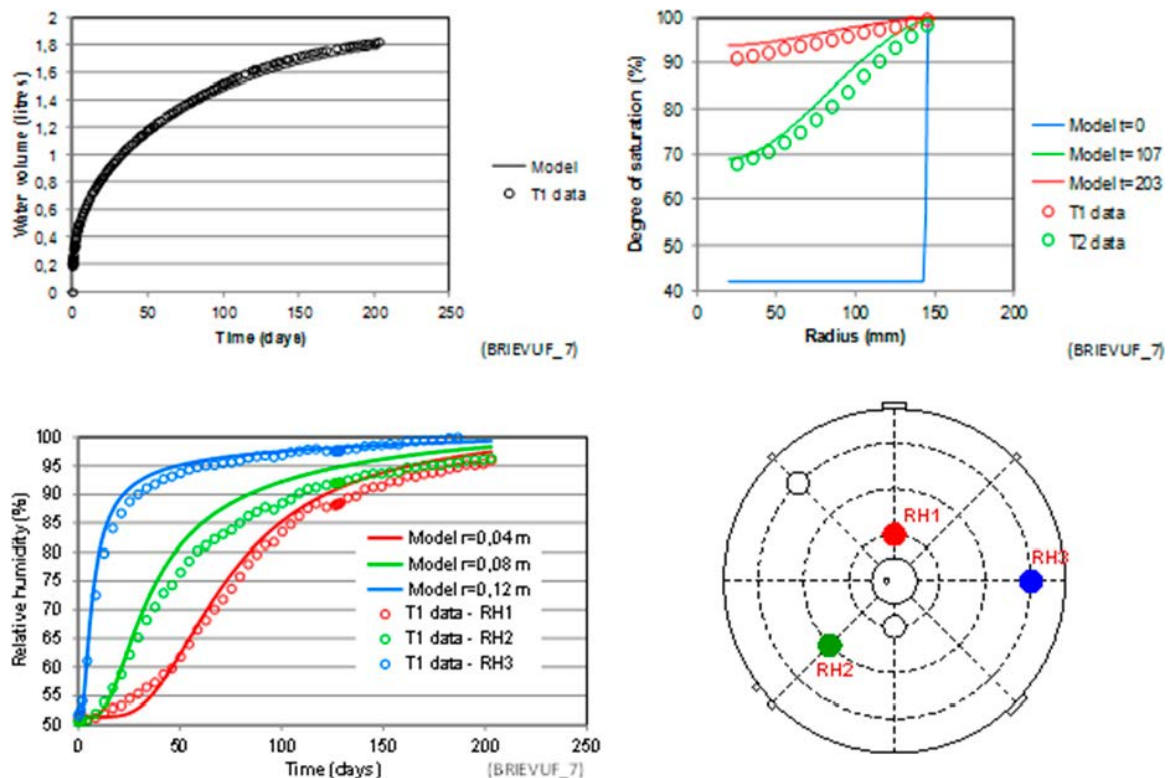 2
1,8
1,6
1,4
1,2
1
0,8
0,6
0,4
0,2
0
Water volume (litres)
0 50 100 150 200 250
Time (days)
Model
T1 data
(BRIEVUF_7)
100
90
80
70
60
50
40
Degree of saturation (%)
0 50 100 150 200
Radius (mm)
Model t=0
Model t=107
Model t=203
T1 data
T2 data
(BRIEVUF_7)
100
95
90
85
80
75
70
65
60
55
50
Relative humidity (%)
0 50 100 150 200 250
Time (days)
Model r=0,04 m
Model r=0,08 m
Model r=0,12 m
T1 data - RH1
T1 data - RH2
T1 data - RH3
(BRIEVUF_7)
RH1
RH3
RH2